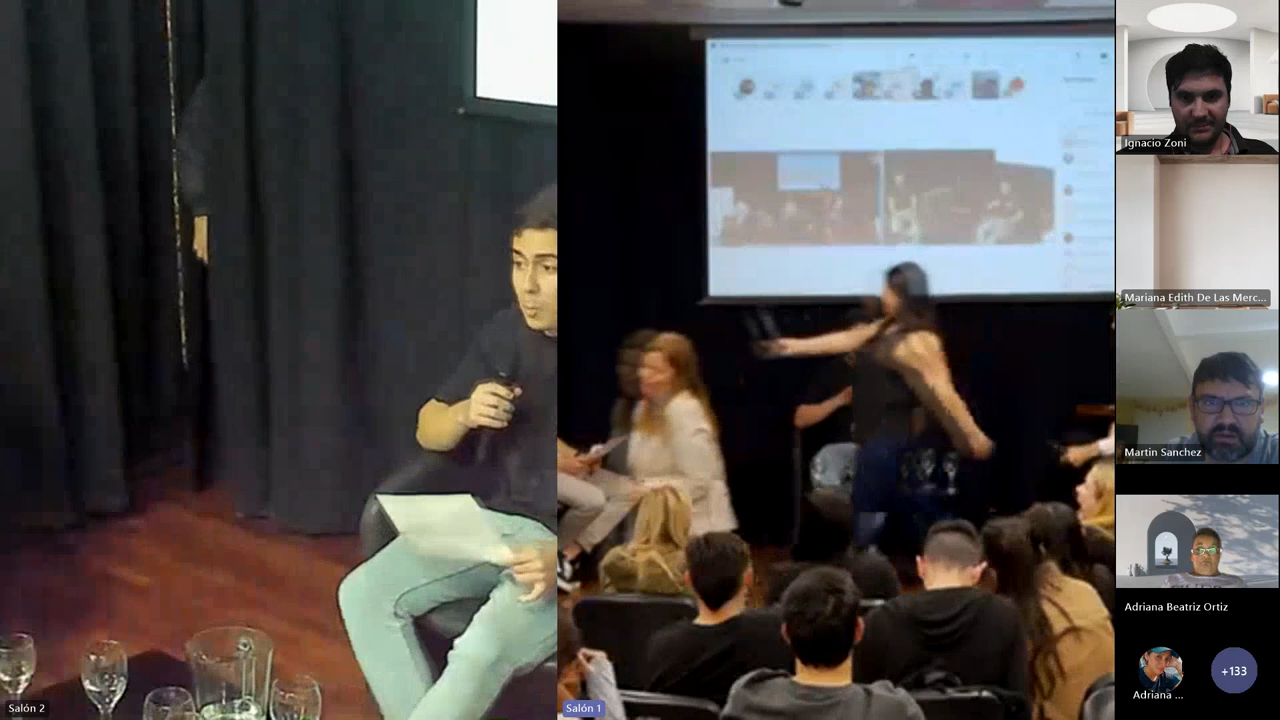 Salón 2
Salón 1
Ignacio Zoni
Mariana Edith De Las Merc...
Martin Sanchez
Adriana Beatriz Ortiz
Adriana ...
+133